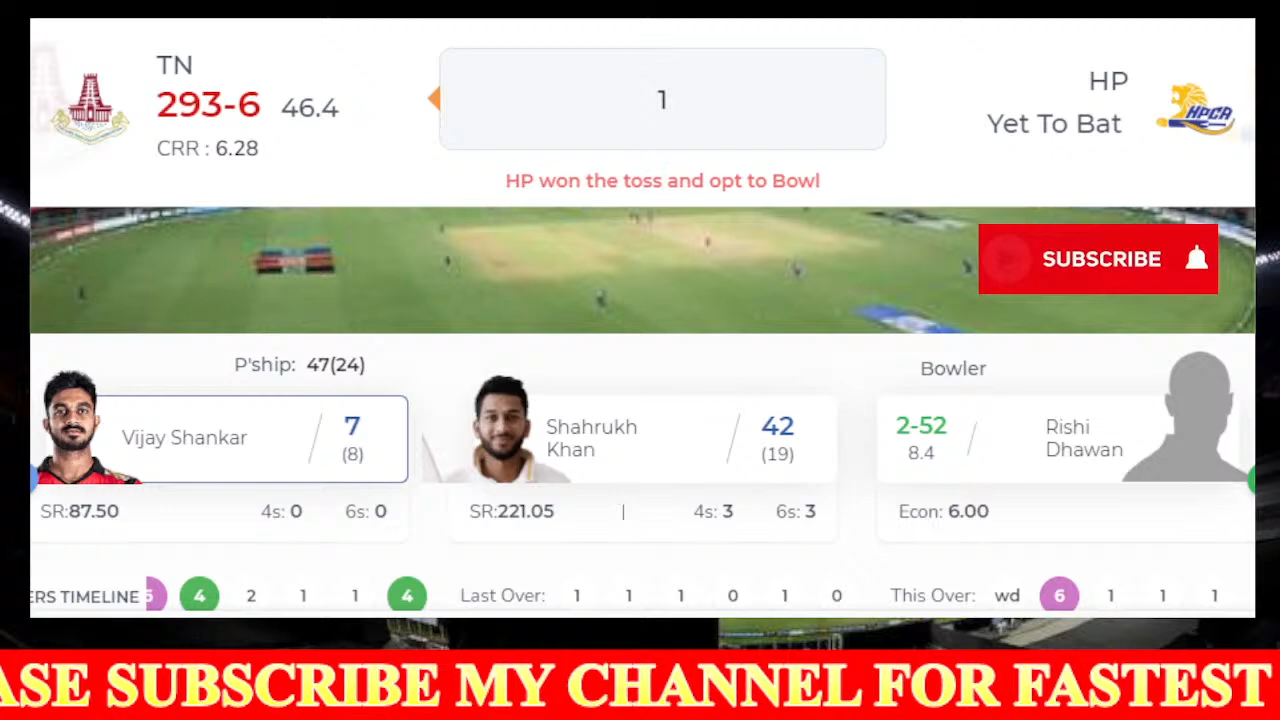 TN
293-6 46.4
CRR : 6.28
1
HP won the toss and opt to Bowl
HP
Yet To Bat
HPCA
SUBSCRIBE
P'ship: 47(24)
Vijay Shankar
7
(8)
SR:87.50 4s: 0 6s: 0
Shahrukh
Khan
42
(19)
SR:221.05 | 4s: 3 6s: 3
Bowler
2-52
8.4
Rishi
Dhawan
Econ: 6.00
ERS TIMELINE 4 2 1 1 4 Last Over: 1 1 1 0 1 0 This Over: wd 6 1 1 1
ASE SUBSCRIBE MY CHANNEL FOR FASTEST